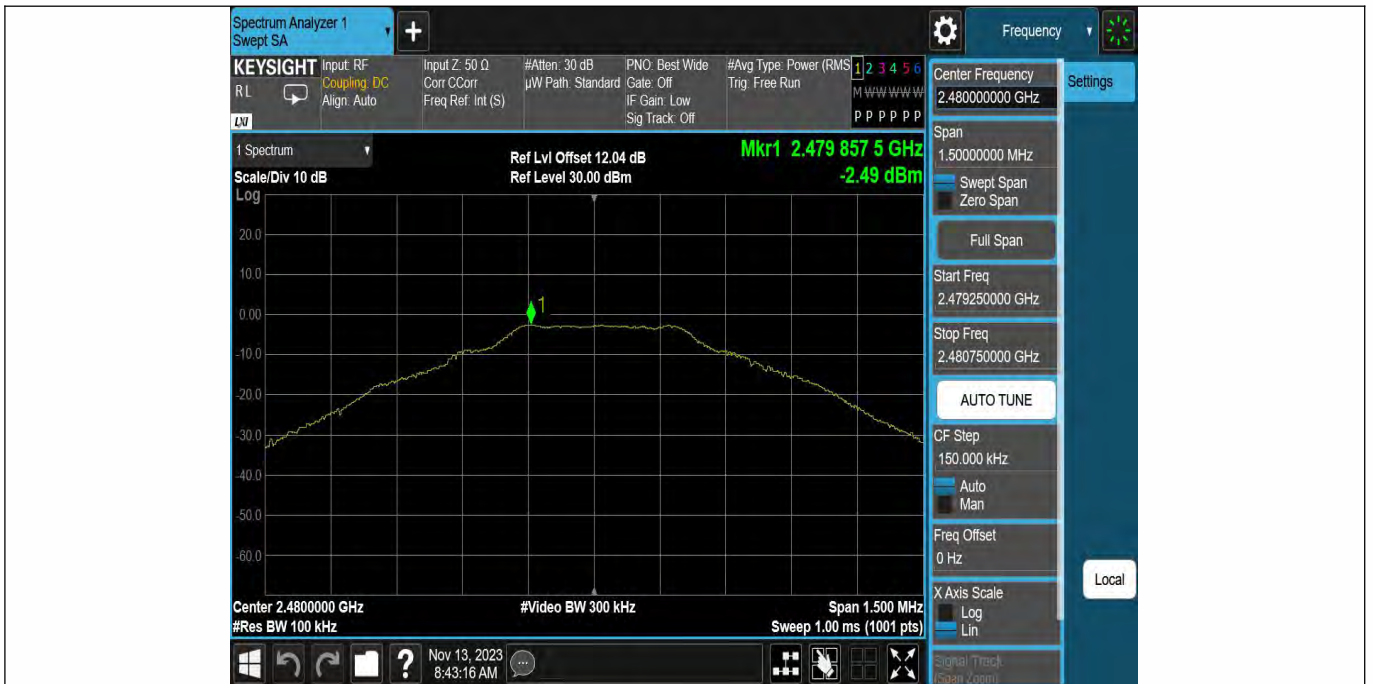 Spectrum Analyzer 1
Swept SA
+
Frequency
KEYSIGHT
RL
LXI
Input: RF
Coupling: DC
Align: Auto
Input Z: 50 Ω
Corr CCorr
Freq Ref: Int (S)
#Atten: 30 dB
µW Path: Standard
PNO: Best Wide
Gate: Off
IF Gain: Low
Sig Track: Off
#Avg Type: Power (RMS
Trig: Free Run
1 2 3 4 5 6
M W W W W W
P P P P P P
1 Spectrum
Scale/Div 10 dB
Ref Lvl Offset 12.04 dB
Ref Level 30.00 dBm
Mkr1 2.479 857 5 GHz
-2.49 dBm
Log
20.0
10.0
0.00
-10.0
-20.0
-30.0
-40.0
-50.0
-60.0
1
Center 2.4800000 GHz
#Res BW 100 kHz
#Video BW 300 kHz
Span 1.500 MHz
Sweep 1.00 ms (1001 pts)
Center Frequency
2.480000000 GHz
Settings
Span
1.50000000 MHz
Swept Span
Zero Span
Full Span
Start Freq
2.479250000 GHz
Stop Freq
2.480750000 GHz
AUTO TUNE
CF Step
150.000 kHz
Auto
Man
Freq Offset
0 Hz
X Axis Scale
Log
Lin
Local
Signal Track
(Span Zoom)
?
Nov 13, 2023
8:43:16 AM